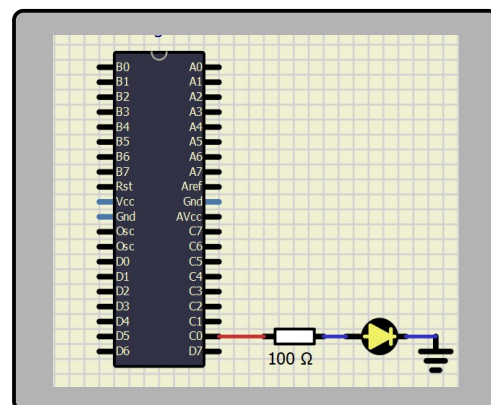 B0 A0
B1 A1
B2 A2
B3 A3
B4 A4
B5 A5
B6 A6
B7 A7
Rst Aref
Vcc Gnd
Gnd AVcc
Osc C7
Osc C6
D0 C5
D1 C4
D2 C3
D3 C2
D4 C1
D5 C0
D6 D7
100 Ω